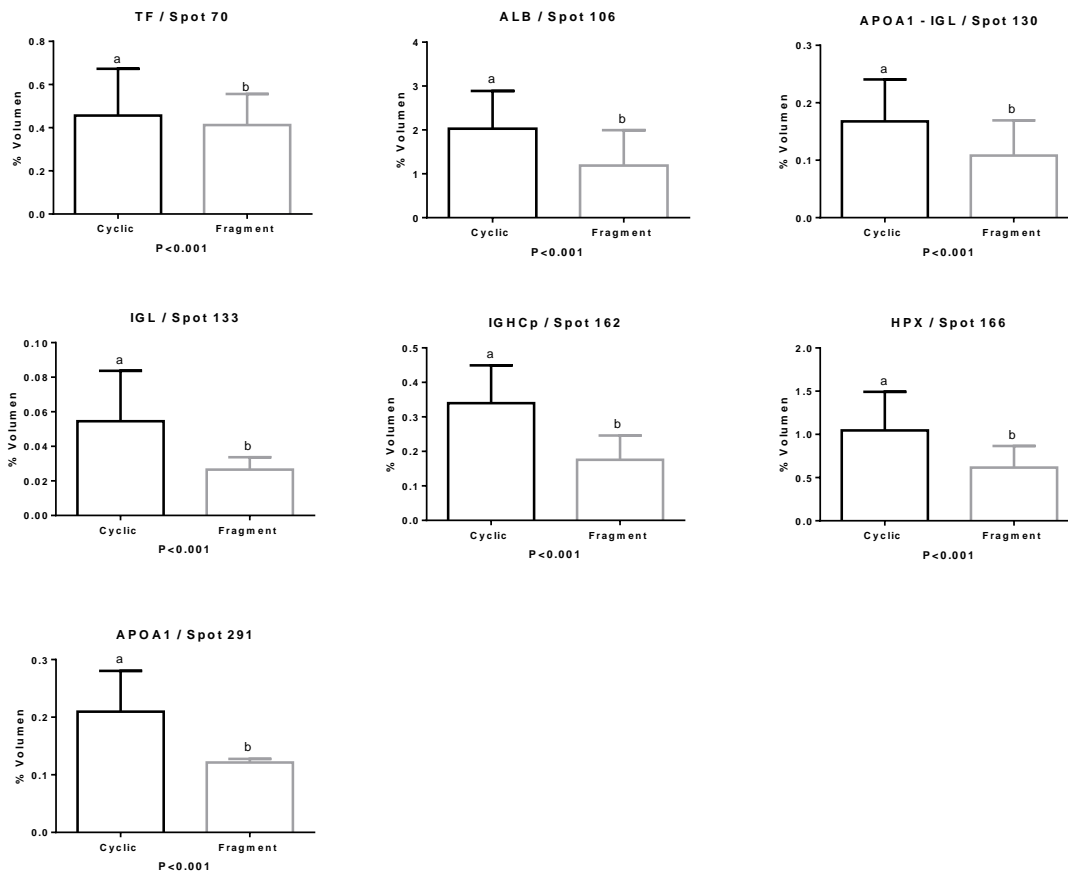 TF / Spot 70
% Volumen
0.8
0.6
0.4
0.2
0.0
a
b
Cyclic
Fragment
P<0.001
ALB / Spot 106
% Volumen
4
3
2
1
0
a
b
Cyclic
Fragment
P<0.001
APOA1 - IGL / Spot 130
% Volumen
0.3
0.2
0.1
0.0
a
b
Cyclic
Fragment
P<0.001
IGL / Spot 133
% Volumen
0.10
0.08
0.06
0.04
0.02
0.00
a
b
Cyclic
Fragment
P<0.001
IGHCp / Spot 162
% Volumen
0.5
0.4
0.3
0.2
0.1
0.0
a
b
Cyclic
Fragment
P<0.001
HPX / Spot 166
% Volumen
2.0
1.5
1.0
0.5
0.0
a
b
Cyclic
Fragment
P<0.001
APOA1 / Spot 291
% Volumen
0.3
0.2
0.1
0.0
a
b
Cyclic
Fragment
P<0.001